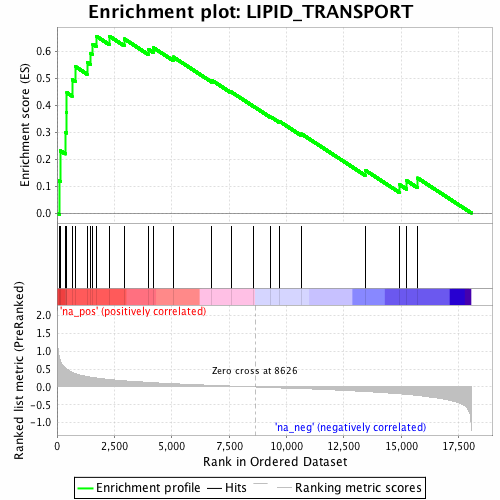 Enrichment plot: LIPID_TRANSPORT
Enrichment score (ES)
0.6
0.5
0.4
0.3
0.2
0.1
0.0
'na_pos' (positively correlated)
Ranked list metric (PreRanked)
2.0
1.5
1.0
0.5
0.0
-0.5
-1.0
Zero cross at 8626
'na_neg' (negatively correlated)
0 2,500 5,000 7,500 10,000 12,500 15,000 17,500
Rank in Ordered Dataset
Enrichment profile Hits Ranking metric scores